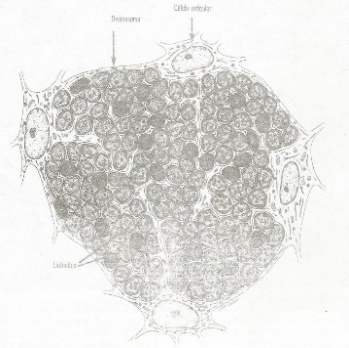 Célula reticular
Desmosoma
Linfocitos